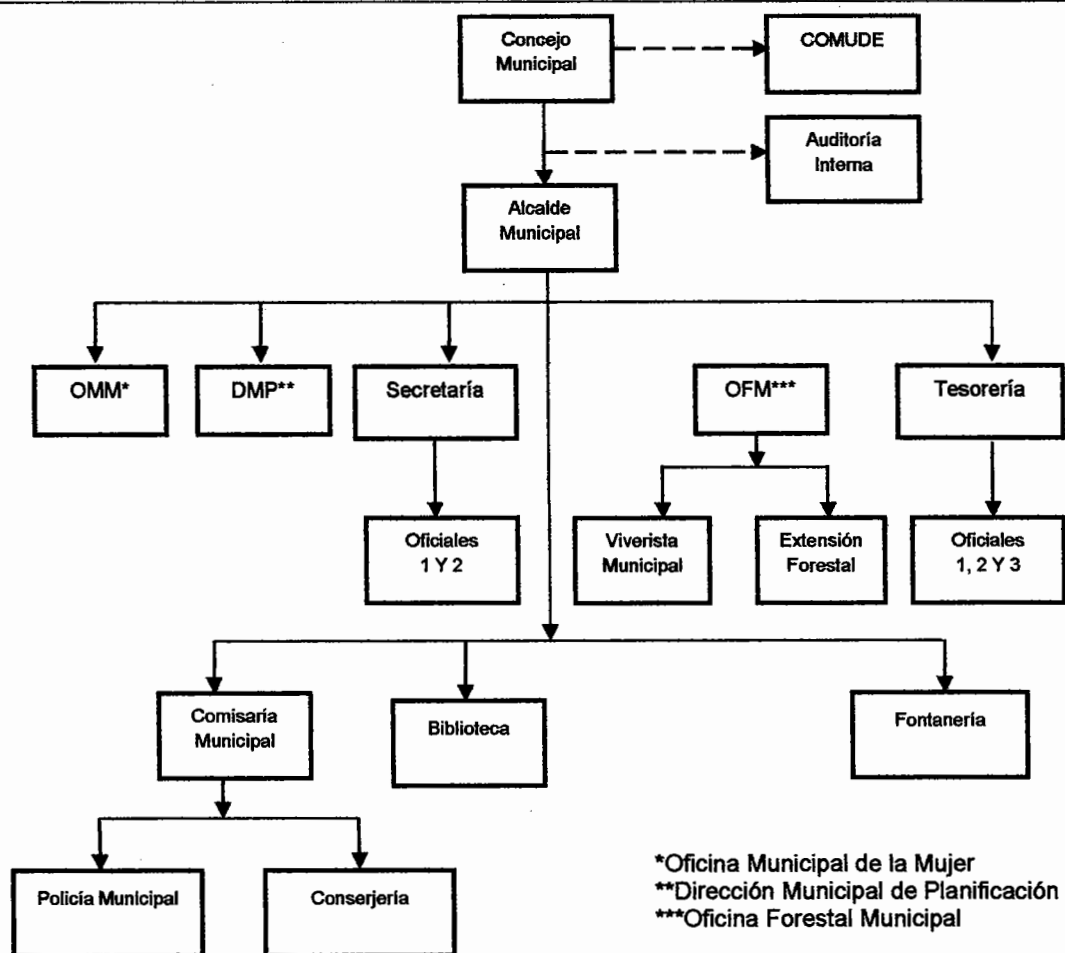 Concejo
Municipal
COMUDE
Auditoría
Interna
Alcalde
Municipal
OMM*
DMP**
Secretaría
OFM***
Tesorería
Oficiales
1 Y 2
Viverista
Municipal
Extensión
Forestal
Oficiales
1, 2 Y 3
Comisaría
Municipal
Biblioteca
Fontanería
Policía Municipal
Conserjería
*Oficina Municipal de la Mujer
**Dirección Municipal de Planificación
***Oficina Forestal Municipal